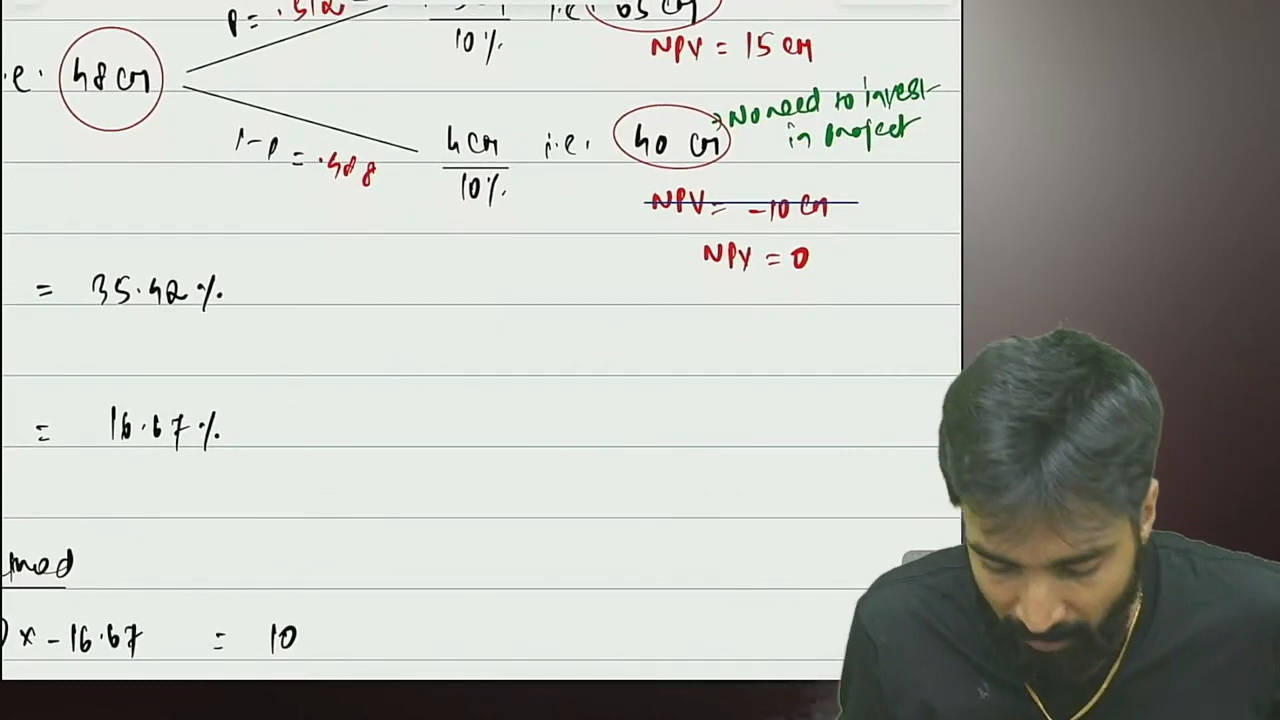 P = .512
10%
i.e. 65 cr
NPV = 15 cr
.e. 48 cr
No need to invest
in project
1-P = .488
4 cr
10%
i.e. 40 cr
NPV = -10 cr
NPV = 0
= 35.42 %
= 16.67 %
med
) x -16.67 = 10